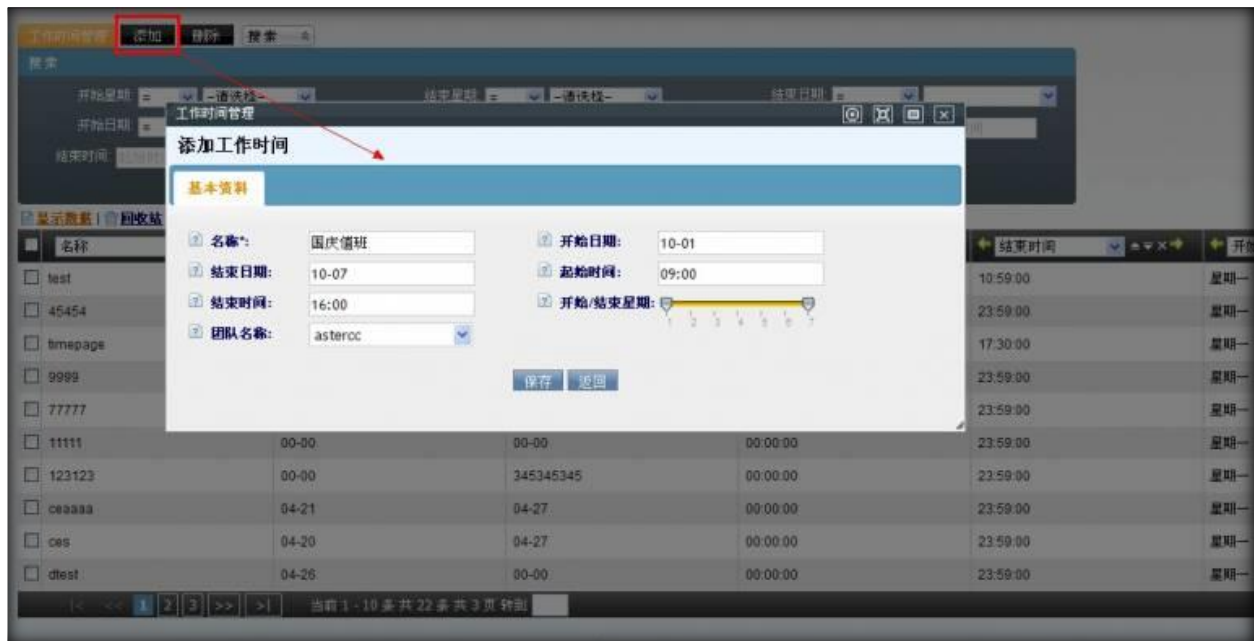 工作时间管理 添加 删除 搜索
搜索
开始星期: = --请选择-- 结束星期: = --请选择-- 结束日期: =
开始日期: =
结束时间:
工作时间管理
添加工作时间
基本资料
名称*: 国庆值班 开始日期: 10-01
结束日期: 10-07 起始时间: 09:00
结束时间: 16:00 开始/结束星期:
1 2 3 4 5 6 7
团队名称: astercc
保存 返回
显示数据 | 回收站
名称 结束时间 开始
test 10:59:00 星期一
45454 23:59:00 星期一
timepage 17:30:00 星期一
9999 23:59:00 星期一
77777 23:59:00 星期一
11111 00-00 00-00 00:00:00 23:59:00 星期一
123123 00-00 345345345 00:00:00 23:59:00 星期一
ceaaaa 04-21 04-27 00:00:00 23:59:00 星期一
ces 04-20 04-27 00:00:00 23:59:00 星期一
dtest 04-26 00-00 00:00:00 23:59:00 星期一
|< << 1 2 3 >> >| 当前 1 - 10 条 共 22 条 共 3 页 转到